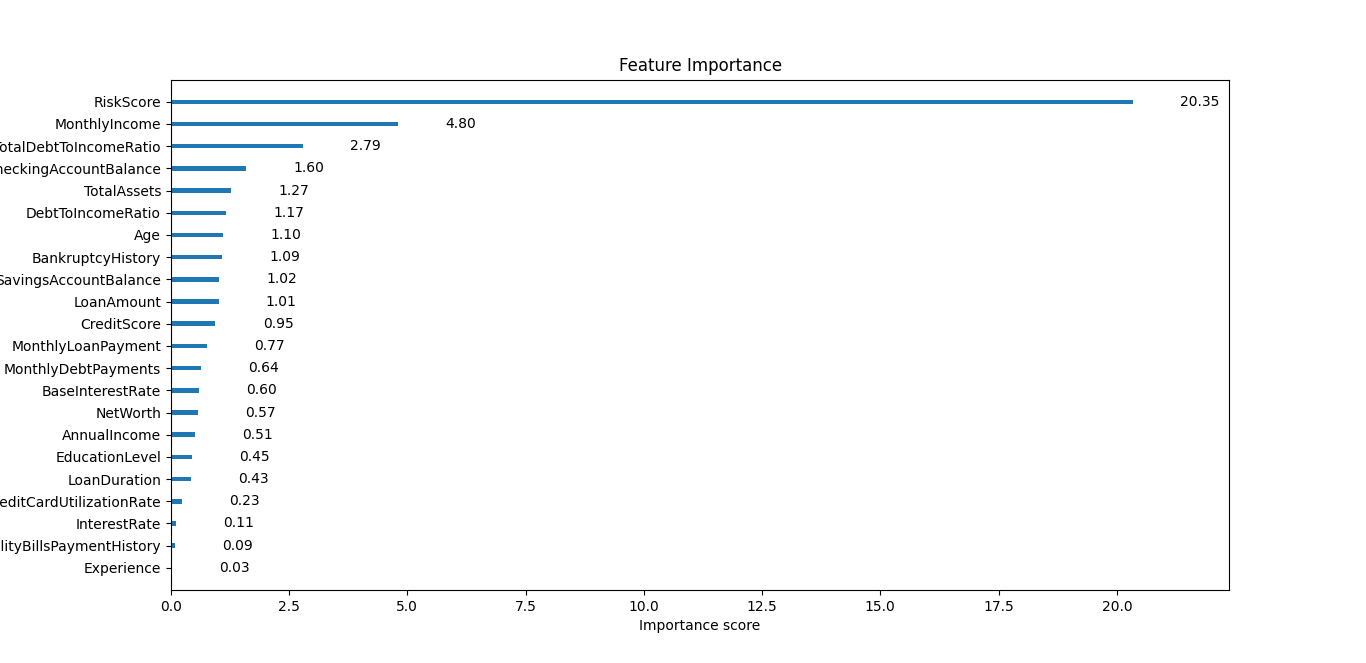 Feature Importance
RiskScore 20.35
MonthlyIncome 4.80
otalDebtToIncomeRatio 2.79
heckingAccountBalance 1.60
TotalAssets 1.27
DebtToIncomeRatio 1.17
Age 1.10
BankruptcyHistory 1.09
SavingsAccountBalance 1.02
LoanAmount 1.01
CreditScore 0.95
MonthlyLoanPayment 0.77
MonthlyDebtPayments 0.64
BaseInterestRate 0.60
NetWorth 0.57
AnnualIncome 0.51
EducationLevel 0.45
LoanDuration 0.43
editCardUtilizationRate 0.23
InterestRate 0.11
lityBillsPaymentHistory 0.09
Experience 0.03
0.0 2.5 5.0 7.5 10.0 12.5 15.0 17.5 20.0
Importance score